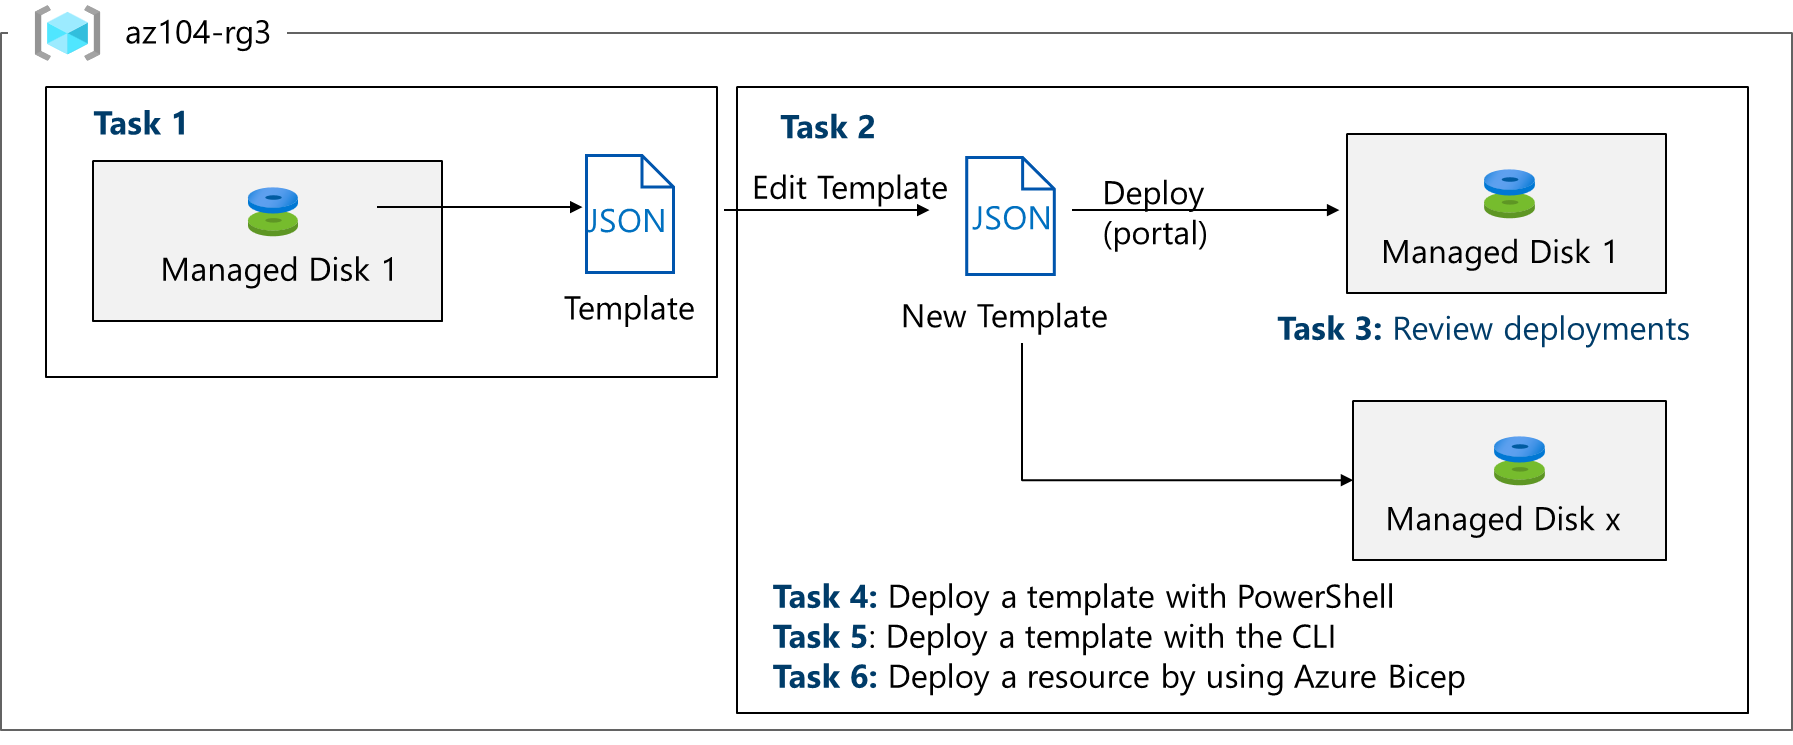 az104-rg3
Task 1
Managed Disk 1
JSON
Template
Task 2
Edit Template
JSON
New Template
Deploy
(portal)
Managed Disk 1
Task 3: Review deployments
Managed Disk x
Task 4: Deploy a template with PowerShell
Task 5: Deploy a template with the CLI
Task 6: Deploy a resource by using Azure Bicep